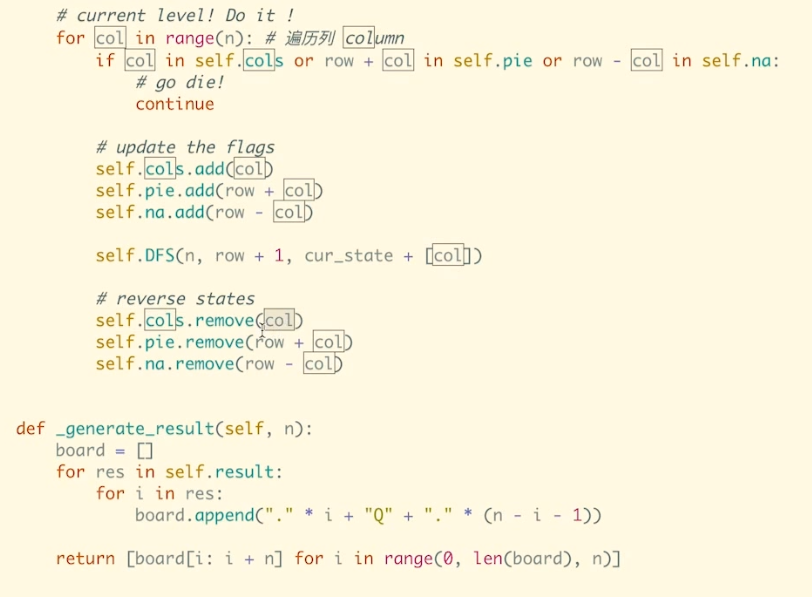 # current level! Do it !
for col in range(n): # 遍历列 column
if col in self.cols or row + col in self.pie or row - col in self.na:
# go die!
continue
# update the flags
self.cols.add(col)
self.pie.add(row + col)
self.na.add(row - col)
self.DFS(n, row + 1, cur_state + [col])
# reverse states
self.cols.remove(col)
self.pie.remove(row + col)
self.na.remove(row - col)
def _generate_result(self, n):
board = []
for res in self.result:
for i in res:
board.append("." * i + "Q" + "." * (n - i - 1))
return [board[i: i + n] for i in range(0, len(board), n)]